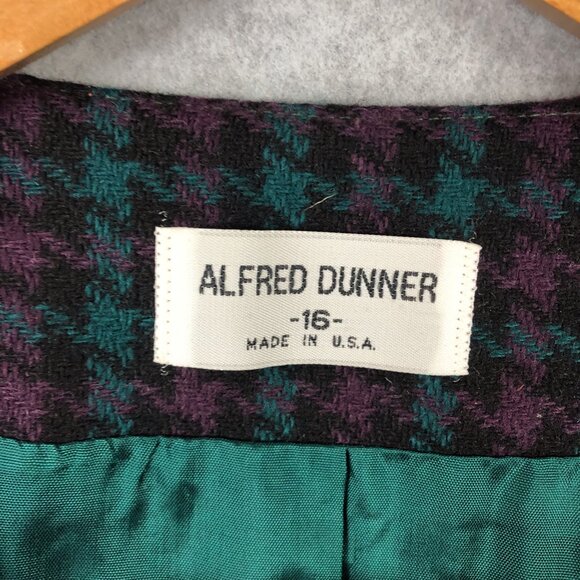 ALFRED DUNNER
-16-
MADE IN U.S.A.